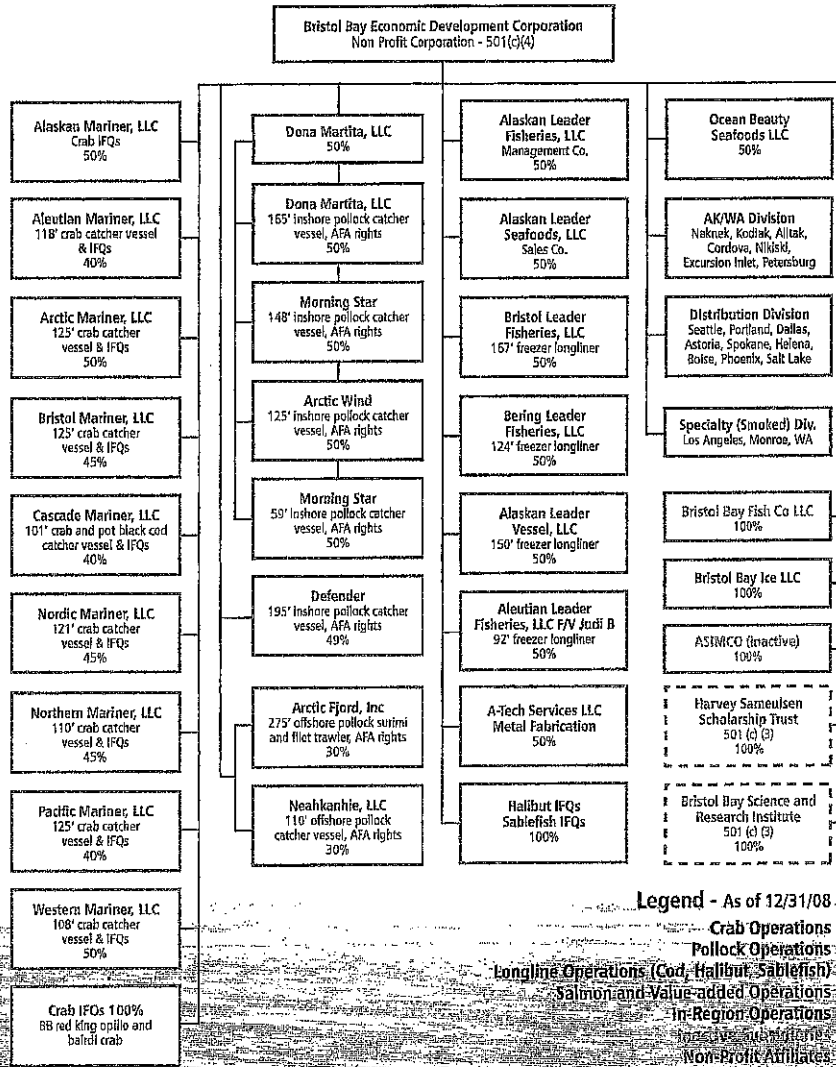 Bristol Bay Economic Development Corporation
Non Profit Corporation - 501(c)(4)
Alaskan Mariner, LLC
Crab IFQs
50%
Aleutian Mariner, LLC
118' crab catcher vessel
& IFQs
40%
Arctic Mariner, LLC
125' crab catcher
vessel & IFQs
50%
Bristol Mariner, LLC
125' crab catcher
vessel & IFQs
45%
Cascade Mariner, LLC
101' crab and pot black cod
catcher vessel & IFQs
40%
Nordic Mariner, LLC
121' crab catcher
vessel & IFQs
45%
Northern Mariner, LLC
110' crab catcher
vessel & IFQs
45%
Pacific Mariner, LLC
125' crab catcher
vessel & IFQs
40%
Western Mariner, LLC
108' crab catcher
vessel & IFQs
50%
Crab IFQs 100%
BB red king opilio and
bairdi crab
Dona Martita, LLC
50%
Dona Martita, LLC
165' inshore pollock catcher
vessel, AFA rights
50%
Morning Star
148' inshore pollock catcher
vessel, AFA rights
50%
Arctic Wind
125' inshore pollock catcher
vessel, AFA rights
50%
Morning Star
59' inshore pollock catcher
vessel, AFA rights
50%
Defender
195' inshore pollock catcher
vessel, AFA rights
49%
Arctic Fjord, Inc
275' offshore pollock surimi
and filet trawler, AFA rights
30%
Neahkanhie, LLC
110' offshore pollock
catcher vessel, AFA rights
30%
Alaskan Leader
Fisheries, LLC
Management Co.
50%
Alaskan Leader
Seafoods, LLC
Sales Co.
50%
Bristol Leader
Fisheries, LLC
167' freezer longliner
50%
Bering Leader
Fisheries, LLC
124' freezer longliner
50%
Alaskan Leader
Vessel, LLC
150' freezer longliner
50%
Aleutian Leader
Fisheries, LLC F/V Judi B
92' freezer longliner
50%
A-Tech Services LLC
Metal Fabrication
50%
Halibut IFQs
Sablefish IFQs
100%
Ocean Beauty
Seafoods LLC
50%
AK/WA Division
Naknek, Kodiak, Alitak,
Cordova, Nikiski,
Excursion Inlet, Petersburg
Distribution Division
Seattle, Portland, Dallas,
Astoria, Spokane, Helena,
Boise, Phoenix, Salt Lake
Specialty (Smoked) Div.
Los Angeles, Monroe, WA
Bristol Bay Fish Co LLC
100%
Bristol Bay Ice LLC
100%
ASIMCO (inactive)
100%
Harvey Samuelsen
Scholarship Trust
501 (c) (3)
100%
Bristol Bay Science and
Research Institute
501 (c) (3)
100%
Legend - As of 12/31/08
Crab Operations
Pollock Operations
Longline Operations (Cod, Halibut, Sablefish)
Salmon and Value-added Operations
In-Region Operations
Non-Profit Affiliates